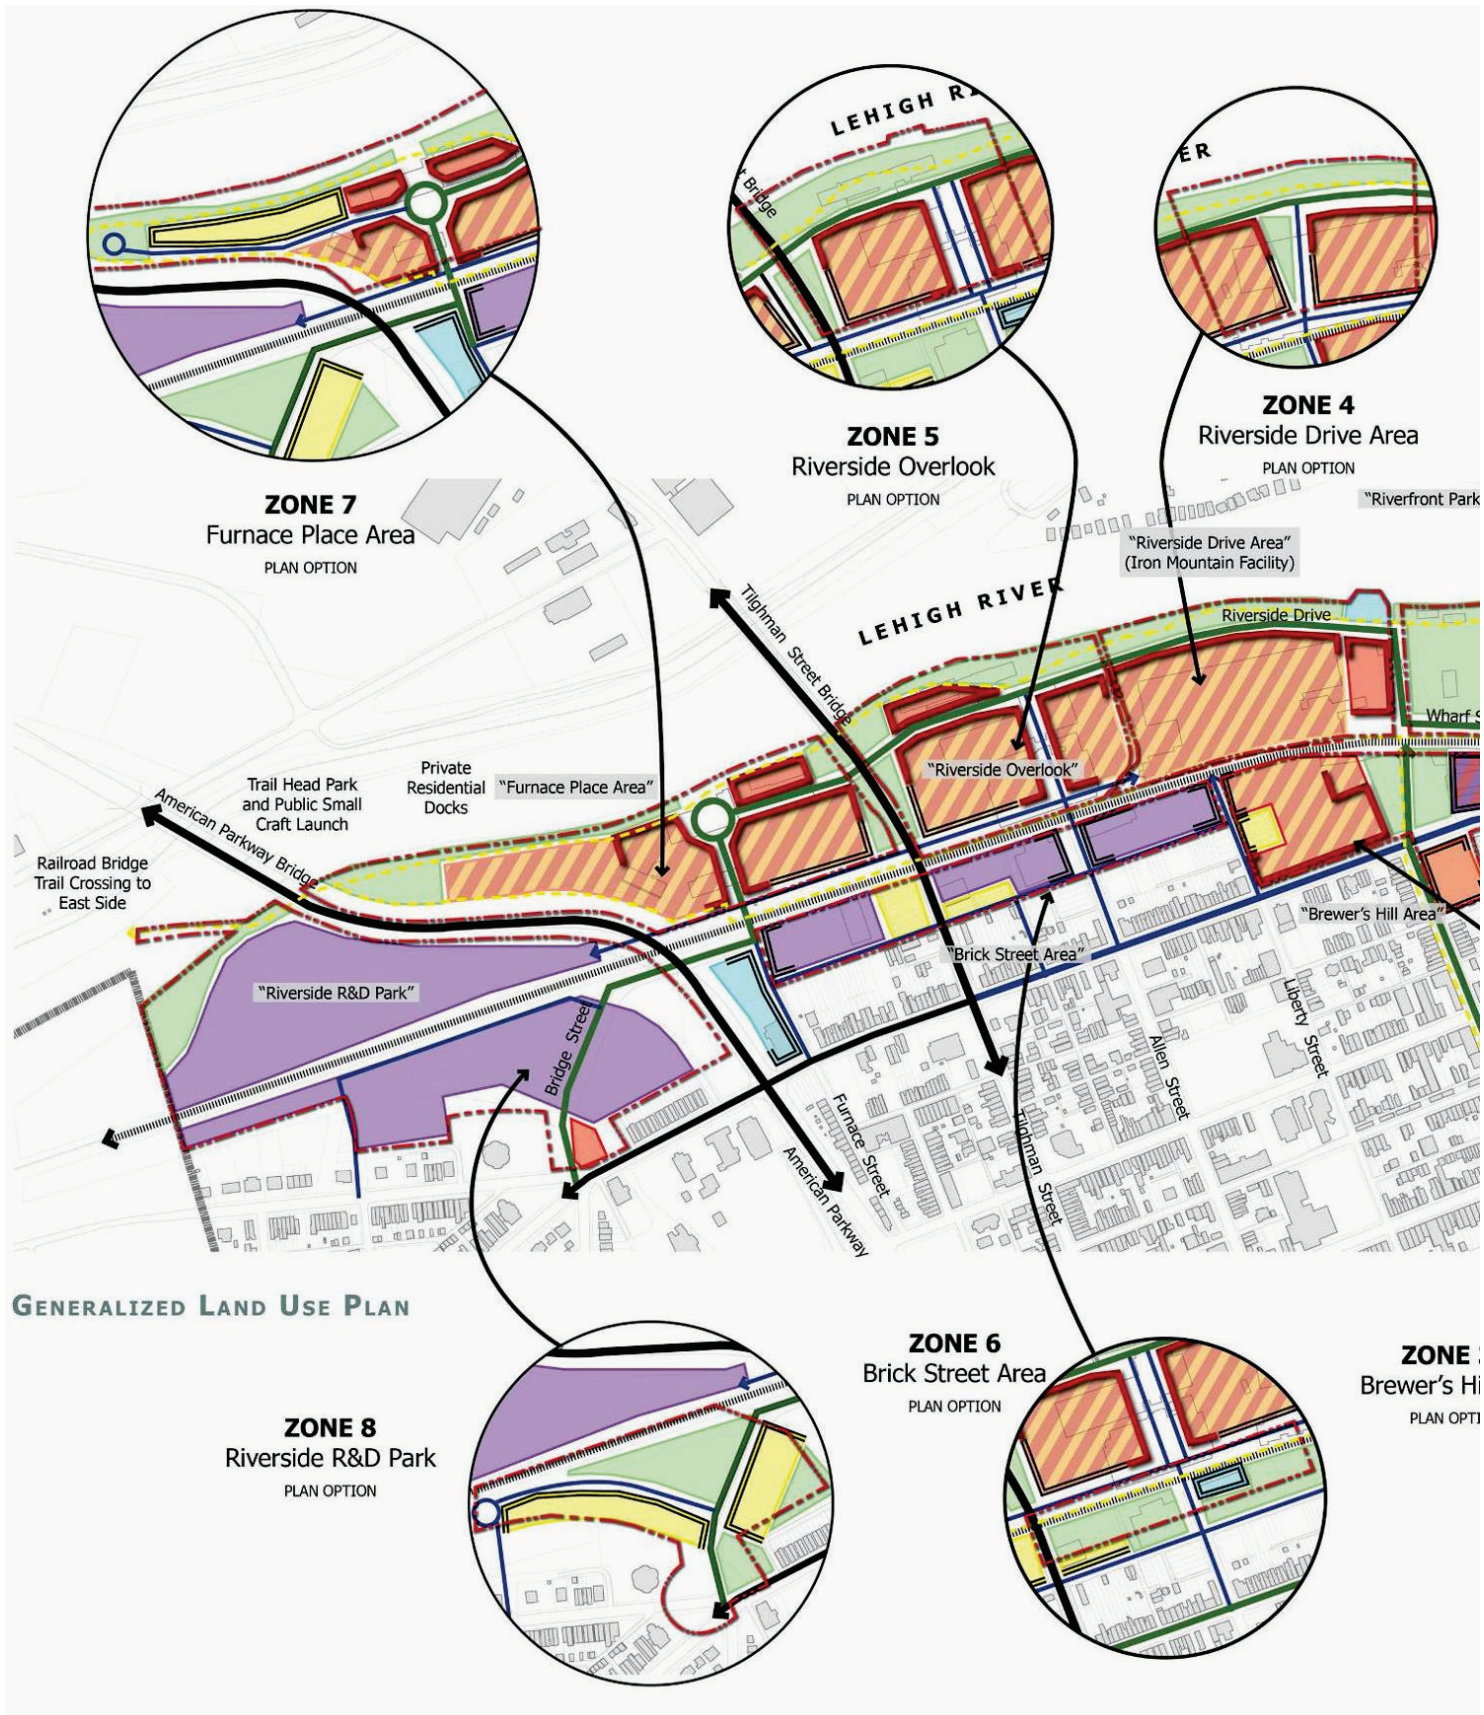 LEHIGH RI
t Bridge
ER
ZONE 4
Riverside Drive Area
PLAN OPTION
ZONE 5
Riverside Overlook
PLAN OPTION
ZONE 7
Furnace Place Area
PLAN OPTION
"Riverfront Park
"Riverside Drive Area"
(Iron Mountain Facility)
LEHIGH RIVER
Riverside Drive
Tilghman Street Bridge
Wharf S
"Riverside Overlook"
Private
Residential
Docks
"Furnace Place Area"
Trail Head Park
and Public Small
Craft Launch
American Parkway Bridge
Railroad Bridge
Trail Crossing to
East Side
"Brewer's Hill Area"
"Brick Street Area"
"Riverside R&D Park"
Bridge Street
Liberty Street
Allen Street
Furnace Street
Tilghman Street
American Parkway
GENERALIZED LAND USE PLAN
ZONE 6
Brick Street Area
PLAN OPTION
ZONE
Brewer's Hi
PLAN OPTI
ZONE 8
Riverside R&D Park
PLAN OPTION